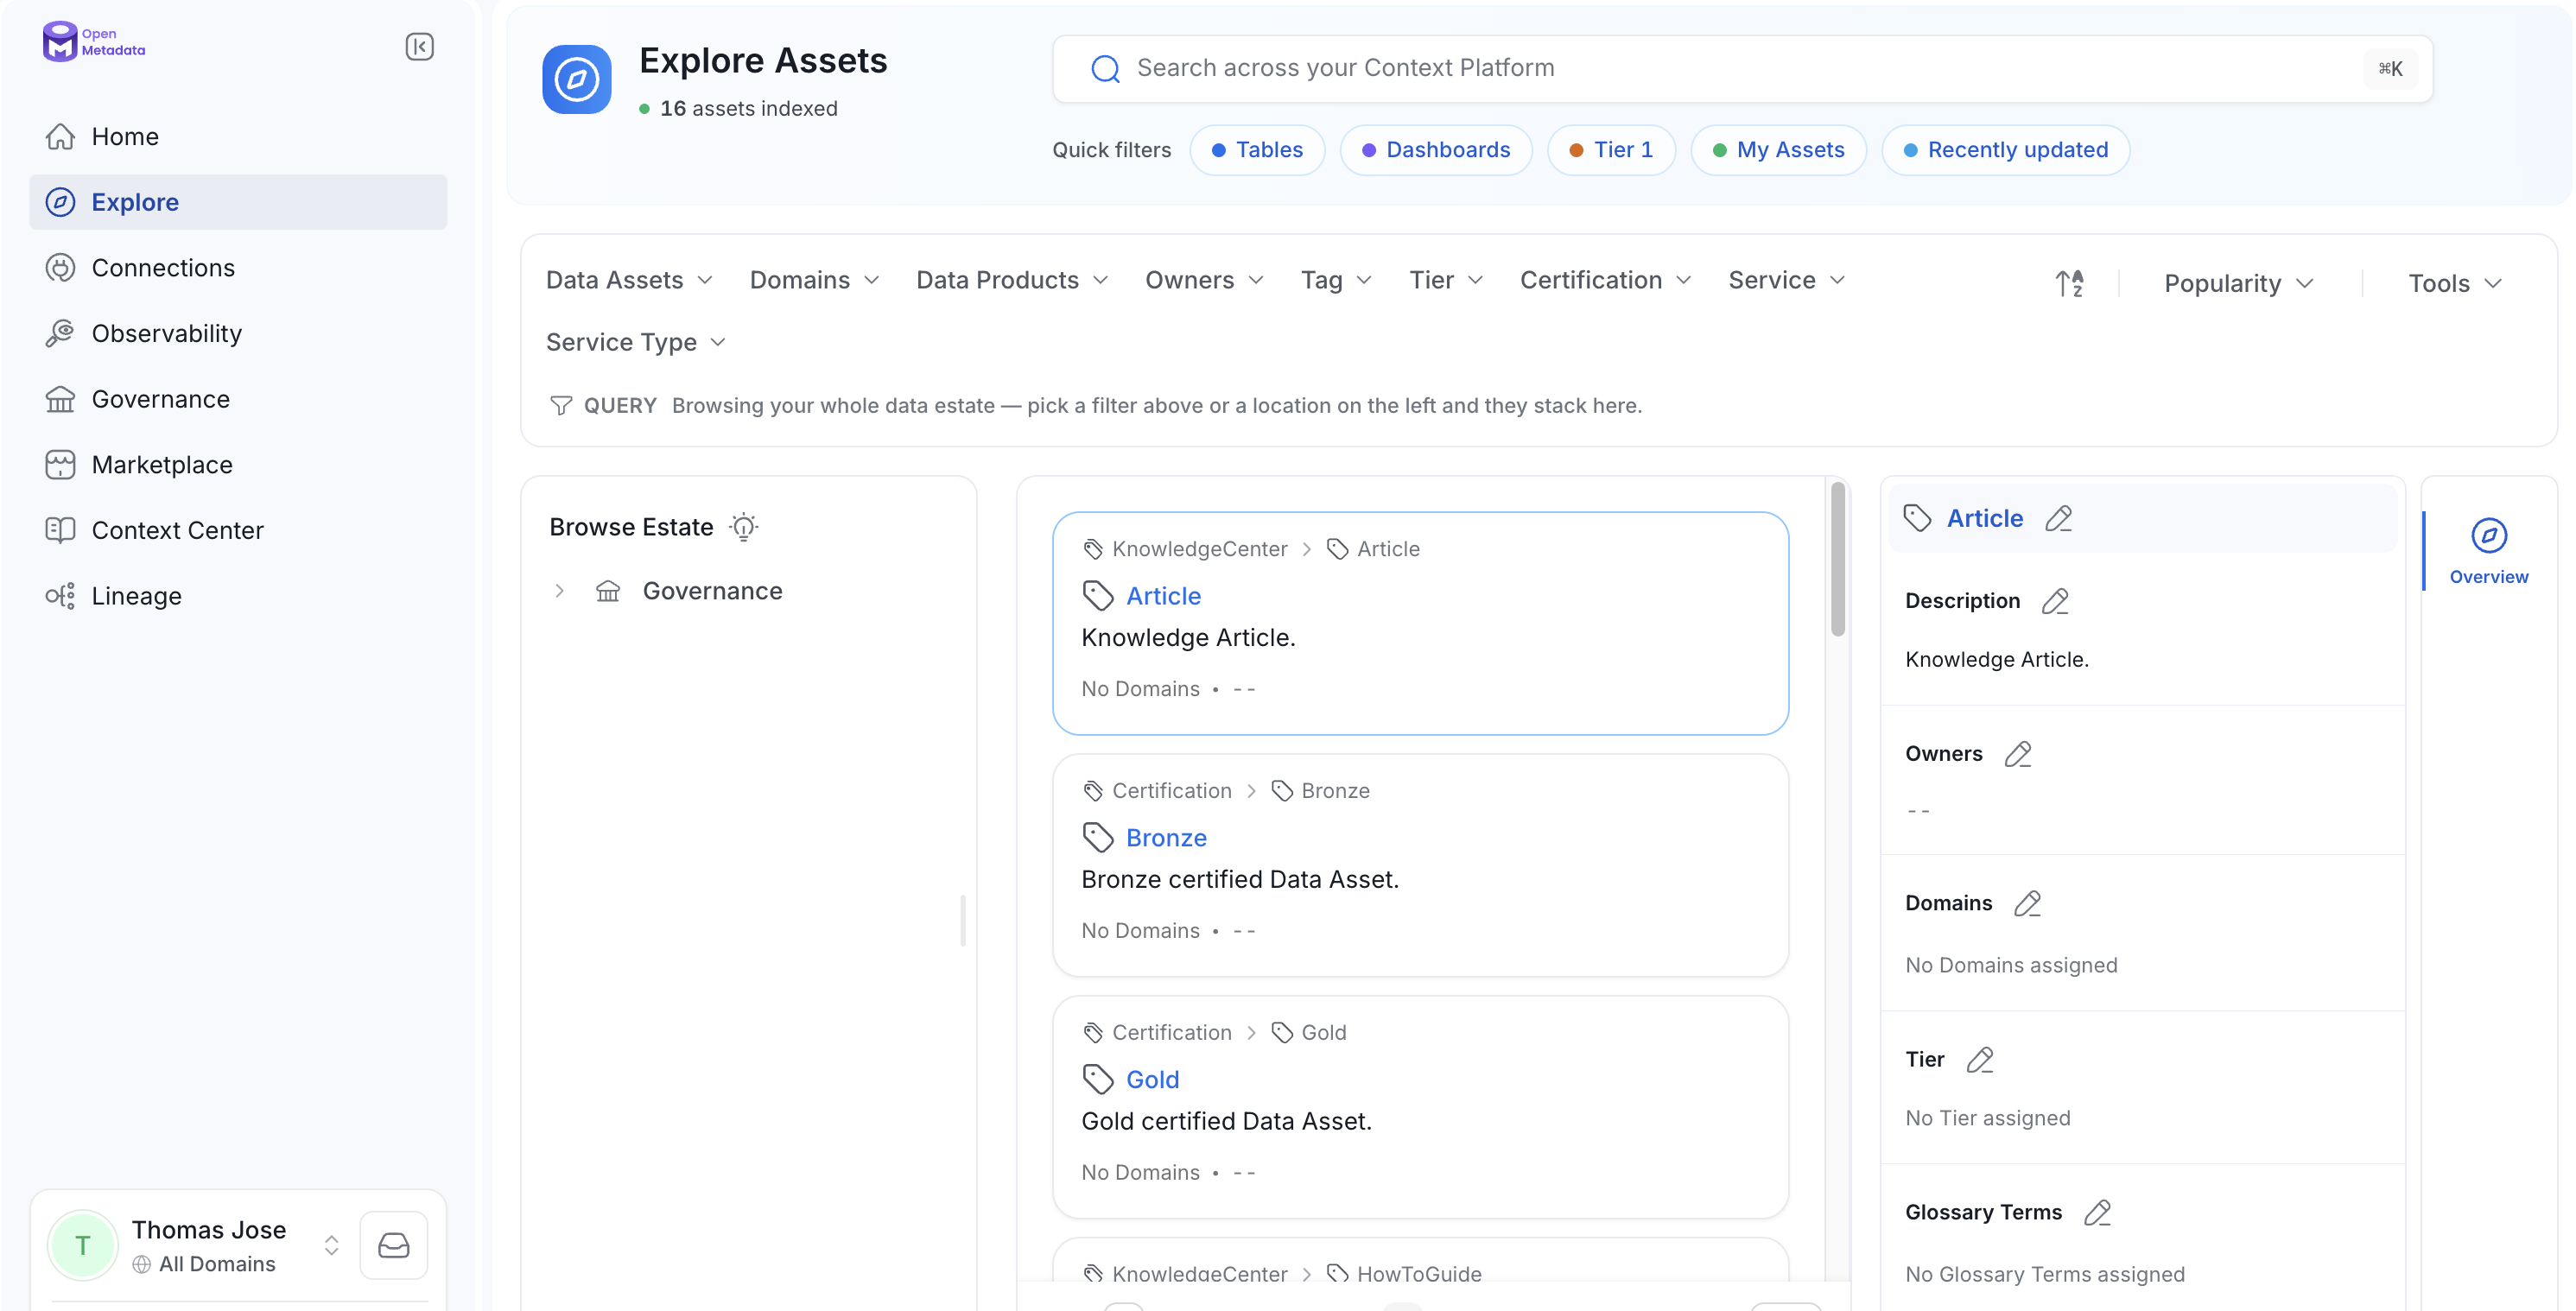 Open
Metadata
Home
Explore
Connections
Observability
Governance
Marketplace
Context Center
Lineage
T
Thomas Jose
All Domains
Explore Assets
16 assets indexed
Search across your Context Platform
⌘K
Quick filters
Tables
Dashboards
Tier 1
My Assets
Recently updated
Data Assets
Domains
Data Products
Owners
Tag
Tier
Certification
Service
Service Type
A
Z
Popularity
Tools
QUERY Browsing your whole data estate — pick a filter above or a location on the left and they stack here.
Browse Estate
Governance
KnowledgeCenter > Article
Article
Knowledge Article.
No Domains • --
Certification > Bronze
Bronze
Bronze certified Data Asset.
No Domains • --
Certification > Gold
Gold
Gold certified Data Asset.
No Domains • --
KnowledgeCenter > HowToGuide
Article
Description
Knowledge Article.
Owners
--
Domains
No Domains assigned
Tier
No Tier assigned
Glossary Terms
No Glossary Terms assigned
Overview